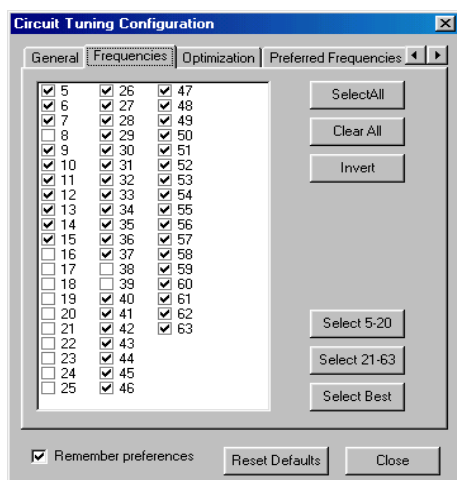 Circuit Tuning Configuration
General Frequencies Optimization Preferred Frequencies
5 26 47
6 27 48
7 28 49
8 29 50
9 30 51
10 31 52
11 32 53
12 33 54
13 34 55
14 35 56
15 36 57
16 37 58
17 38 59
18 39 60
19 40 61
20 41 62
21 42 63
22 43
23 44
24 45
25 46
SelectAll
Clear All
Invert
Select 5-20
Select 21-63
Select Best
Remember preferences Reset Defaults Close